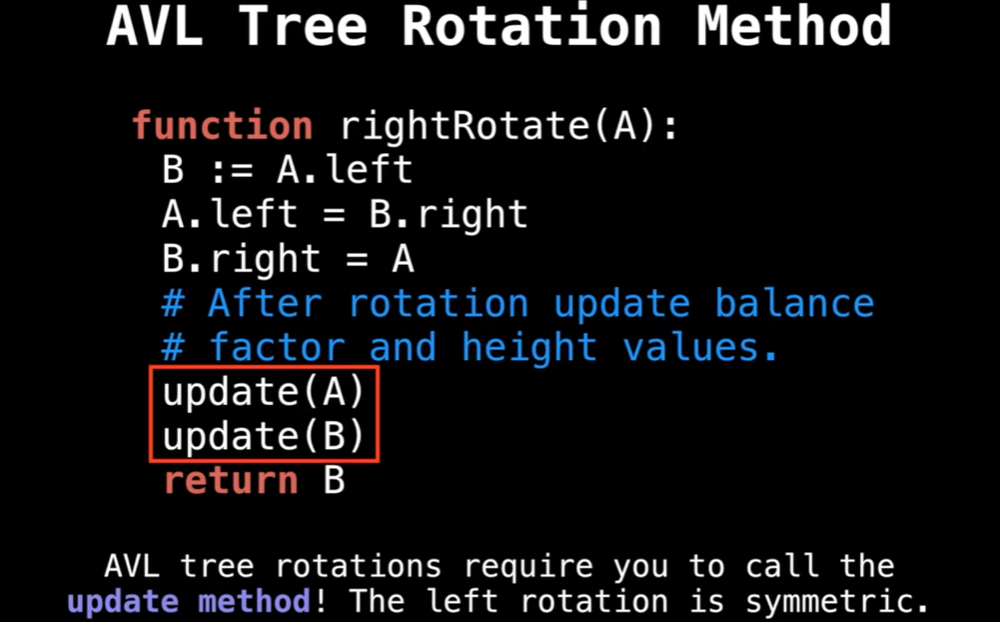 AVL Tree Rotation Method
function rightRotate(A):
B := A.left
A.left = B.right
B.right = A
# After rotation update balance
# factor and height values.
update(A)
update(B)
return B
AVL tree rotations require you to call the
update method! The left rotation is symmetric.